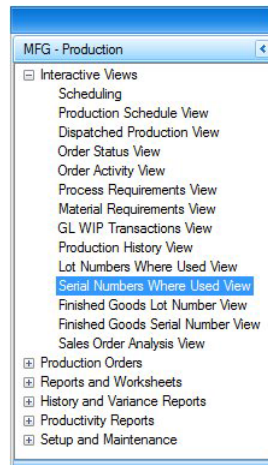 MFG - Production
Interactive Views
Scheduling
Production Schedule View
Dispatched Production View
Order Status View
Order Activity View
Process Requirements View
Material Requirements View
GL WIP Transactions View
Production History View
Lot Numbers Where Used View
Serial Numbers Where Used View
Finished Goods Lot Number View
Finished Goods Serial Number View
Sales Order Analysis View
Production Orders
Reports and Worksheets
History and Variance Reports
Productivity Reports
Setup and Maintenance